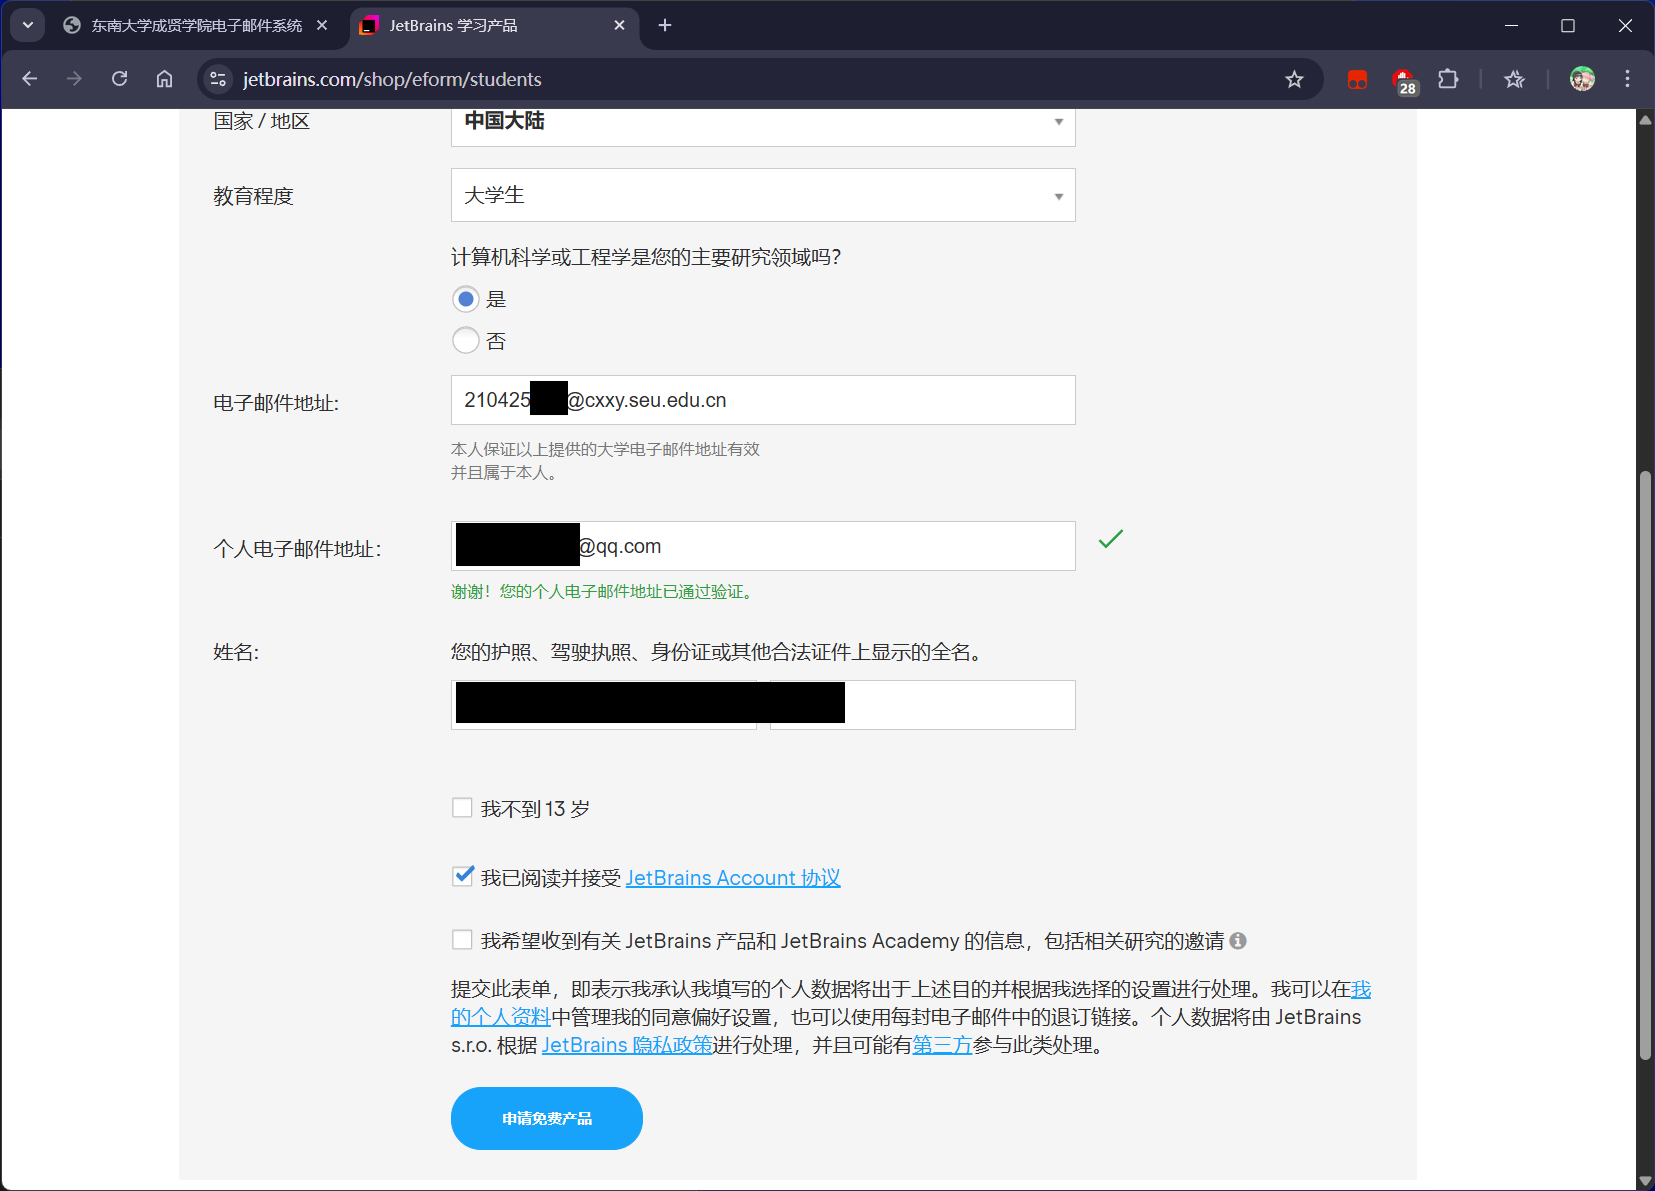 东南大学成贤学院电子邮件系统
JetBrains 学习产品
jetbrains.com/shop/eform/students
28
国家 / 地区
中国大陆
教育程度
大学生
计算机科学或工程学是您的主要研究领域吗？
是
否
电子邮件地址:
210425 @cxxy.seu.edu.cn
本人保证以上提供的大学电子邮件地址有效
并且属于本人。
个人电子邮件地址：
@qq.com
谢谢！您的个人电子邮件地址已通过验证。
姓名:
您的护照、驾驶执照、身份证或其他合法证件上显示的全名。
我不到 13 岁
我已阅读并接受 JetBrains Account 协议
我希望收到有关 JetBrains 产品和 JetBrains Academy 的信息，包括相关研究的邀请
提交此表单，即表示我承认我填写的个人数据将出于上述目的并根据我选择的设置进行处理。我可以在我
的个人资料中管理我的同意偏好设置，也可以使用每封电子邮件中的退订链接。个人数据将由 JetBrains
s.r.o. 根据 JetBrains 隐私政策进行处理，并且可能有第三方参与此类处理。
申请免费产品